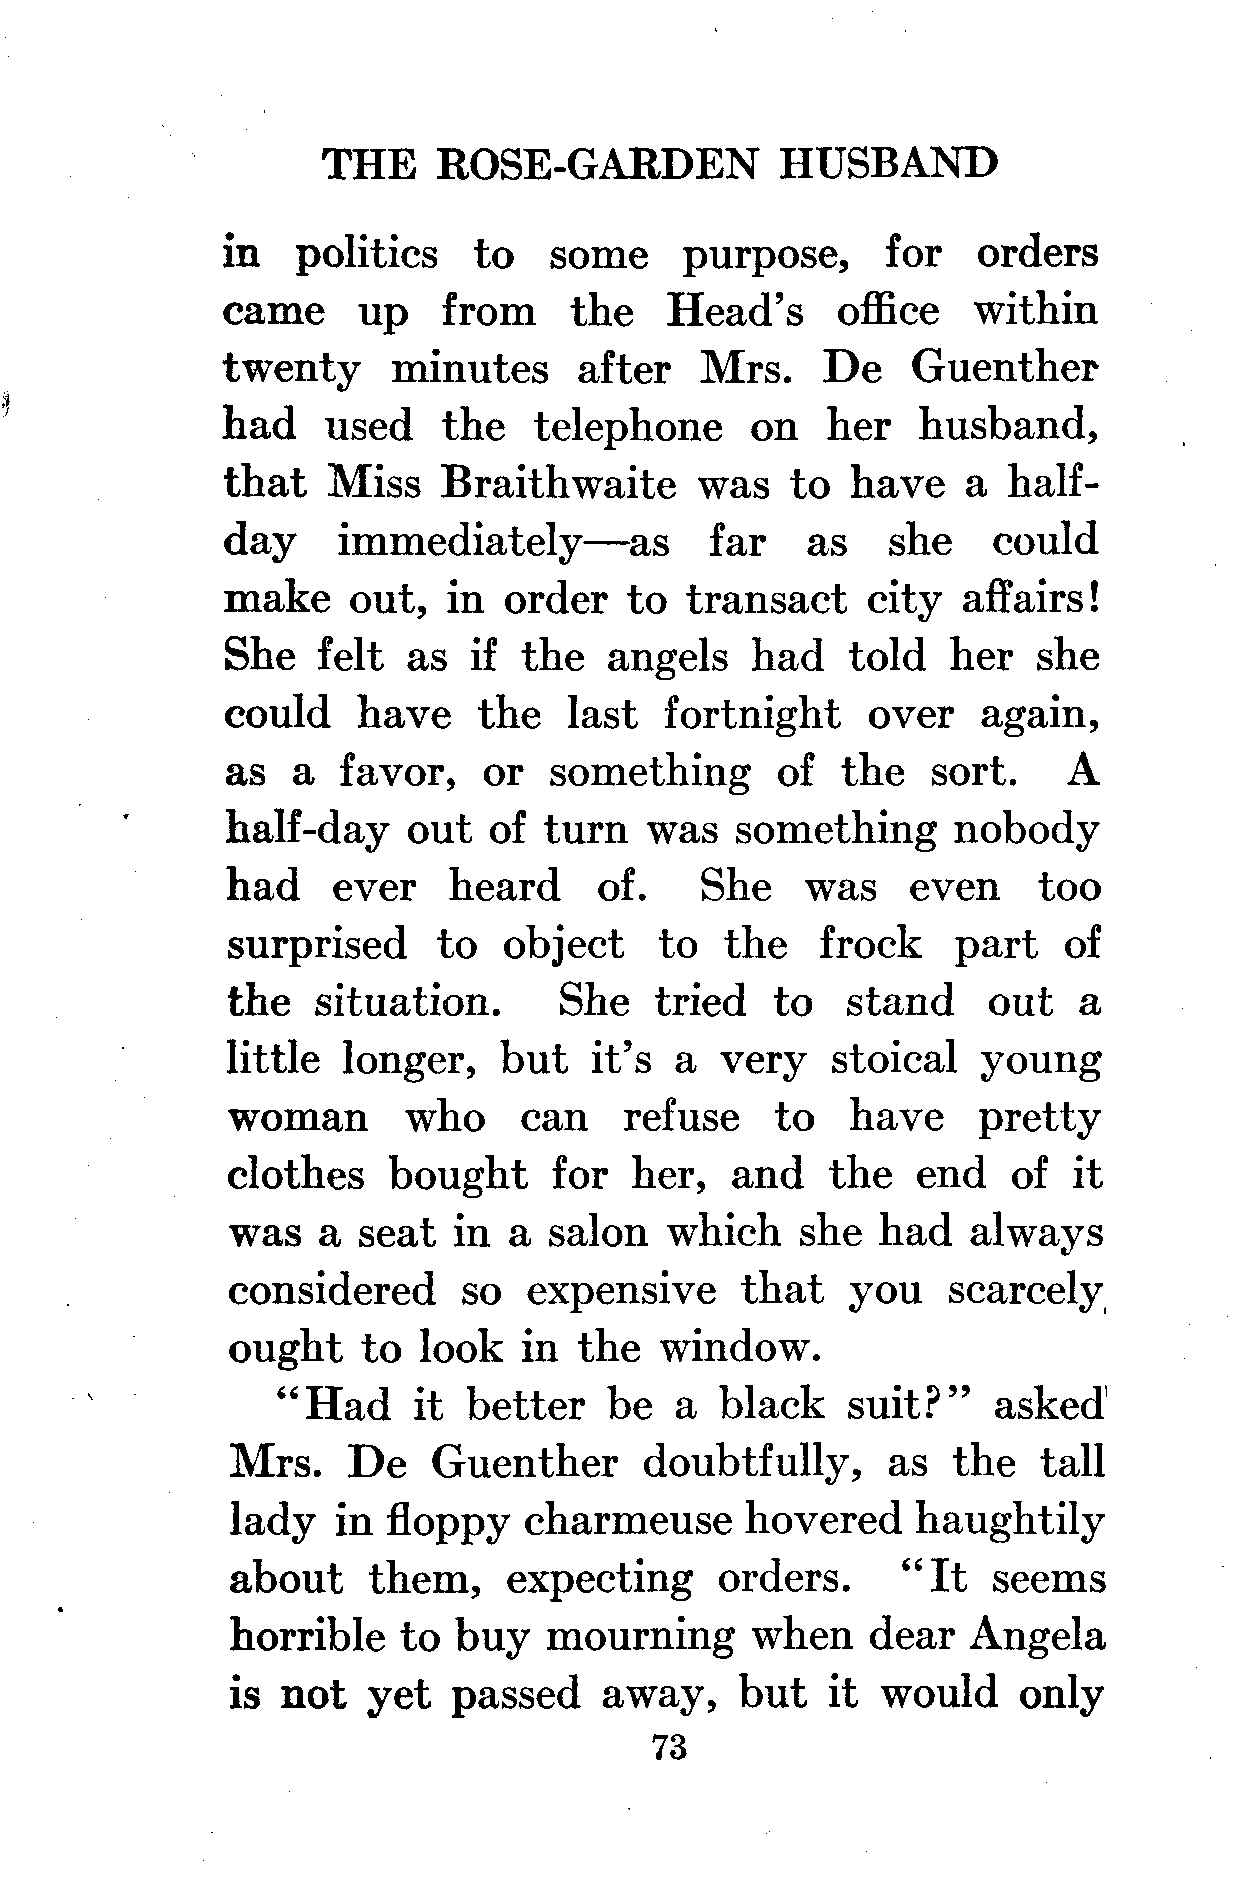 THE ROSE-GARDEN HUSBAND
in politics to some purpose, for orders
came up from the Head's office within
twenty minutes after Mrs. De Guenther
had used the telephone on her husband,
that Miss Braithwaite was to have a half-
day immediately—as far as she could
make out, in order to transact city affairs!
She felt as if the angels had told her she
could have the last fortnight over again,
as a favor, or something of the sort. A
half-day out of turn was something nobody
had ever heard of. She was even too
surprised to object to the frock part of
the situation. She tried to stand out a
little longer, but it's a very stoical young
woman who can refuse to have pretty
clothes bought for her, and the end of it
was a seat in a salon which she had always
considered so expensive that you scarcely
ought to look in the window.
"Had it better be a black suit?" asked
Mrs. De Guenther doubtfully, as the tall
lady in floppy charmeuse hovered haughtily
about them, expecting orders. "It seems
horrible to buy mourning when dear Angela
is not yet passed away, but it would only
73